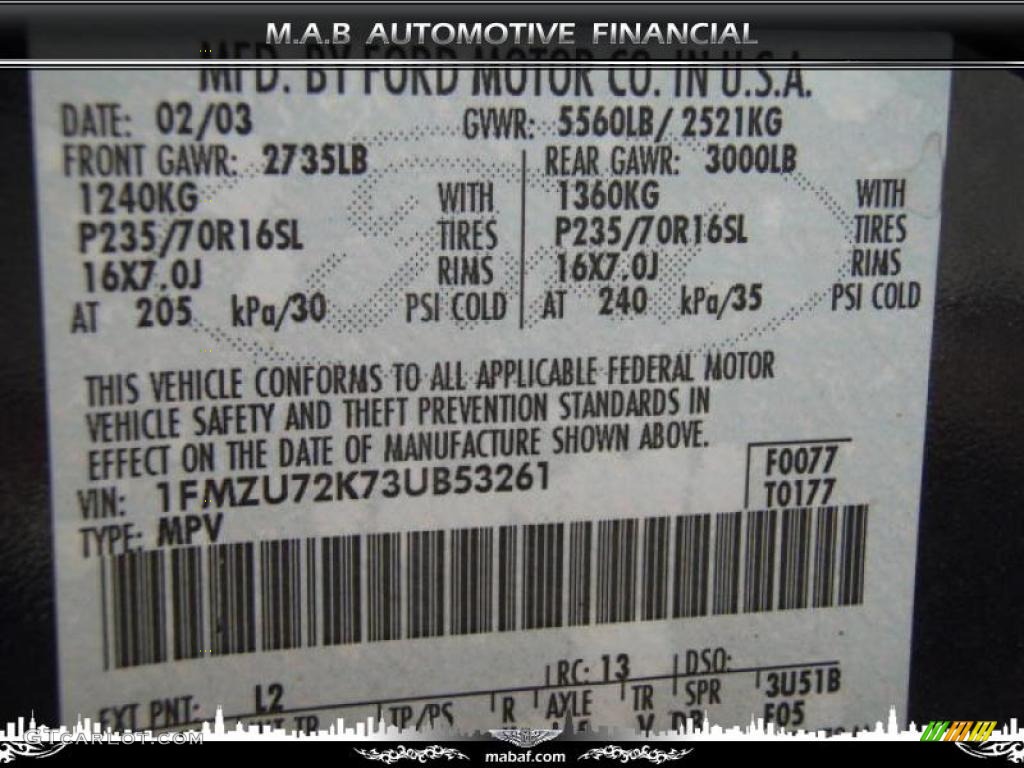 M.A.B AUTOMOTIVE FINANCIAL
MFD. BY FORD MOTOR CO. IN U.S.A.
DATE: 02/03 GVWR: 5560LB/ 2521KG
FRONT GAWR: 2735LB REAR GAWR: 3000LB
1240KG WITH 1360KG WITH
P235/70R16SL TIRES P235/70R16SL TIRES
16X7.0J RIMS 16X7.0J RIMS
AT 205 kPa/30 PSI COLD AT 240 kPa/35 PSI COLD
THIS VEHICLE CONFORMS TO ALL APPLICABLE FEDERAL MOTOR
VEHICLE SAFETY AND THEFT PREVENTION STANDARDS IN
EFFECT ON THE DATE OF MANUFACTURE SHOWN ABOVE.
VIN: 1FMZU72K73UB53261 F0077
TYPE: MPV T0177
RC: 13 DSO:
EXT PNT: L2 TP/PS R AXLE TR SPR 3U51B
F05
GTcarlot.com
mabaf.com